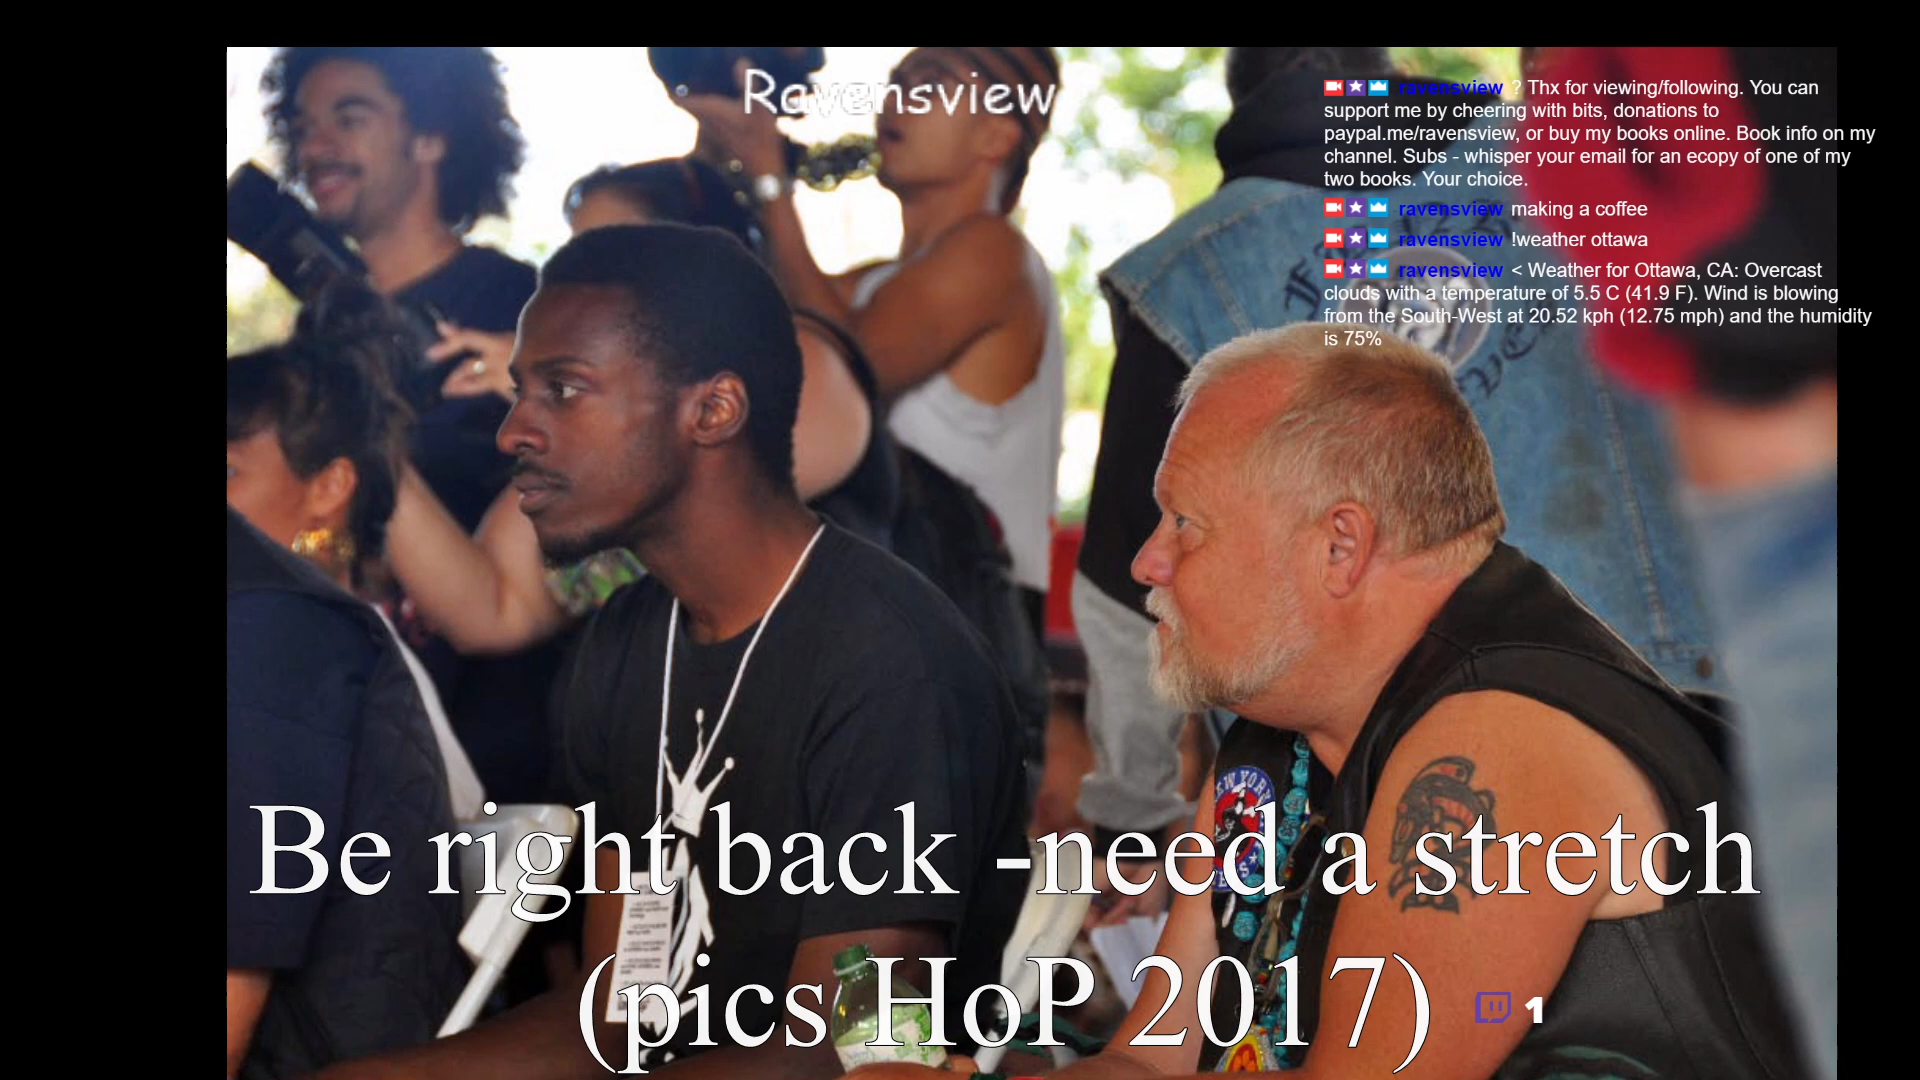 Ravensview
ravensview ? Thx for viewing/following. You can
support me by cheering with bits, donations to
paypal.me/ravensview, or buy my books online. Book info on my
channel. Subs - whisper your email for an ecopy of one of my
two books. Your choice.
ravensview making a coffee
ravensview !weather ottawa
ravensview < Weather for Ottawa, CA: Overcast
clouds with a temperature of 5.5 C (41.9 F). Wind is blowing
from the South-West at 20.52 kph (12.75 mph) and the humidity
is 75%
Be right back -need a stretch
(pics HoP 2017)
1